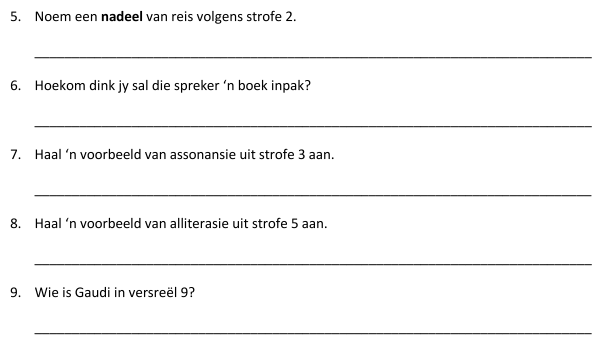 5. Noem een nadeel van reis volgens strofe 2.
6. Hoekom dink jy sal die spreker ‘n boek inpak?
7. Haal ‘n voorbeeld van assonansie uit strofe 3 aan.
8. Haal ‘n voorbeeld van alliterasie uit strofe 5 aan.
9. Wie is Gaudi in versreël 9?